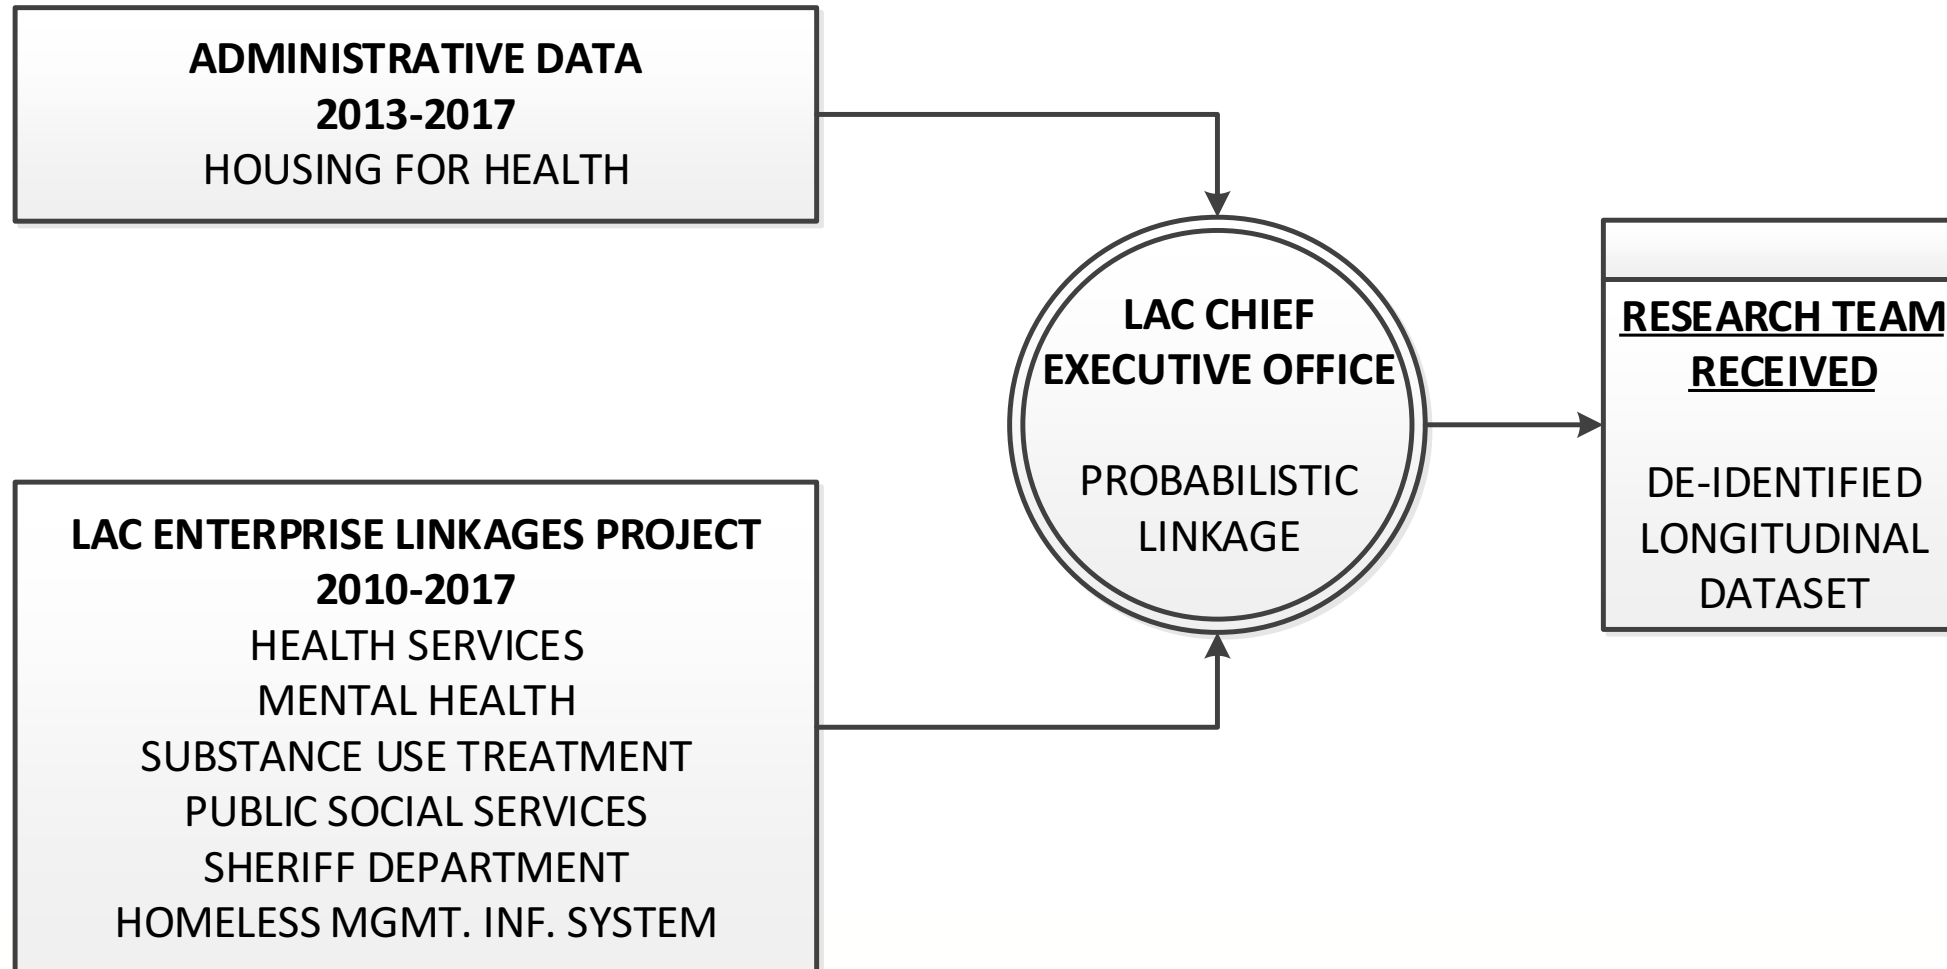 ADMINISTRATIVE DATA
2013-2017
HOUSING FOR HEALTH
LAC ENTERPRISE LINKAGES PROJECT
2010-2017
HEALTH SERVICES
MENTAL HEALTH
SUBSTANCE USE TREATMENT
PUBLIC SOCIAL SERVICES
SHERIFF DEPARTMENT
HOMELESS MGMT. INF. SYSTEM
LAC CHIEF
EXECUTIVE OFFICE
PROBABILISTIC
LINKAGE
RESEARCH TEAM
RECEIVED
DE-IDENTIFIED
LONGITUDINAL
DATASET